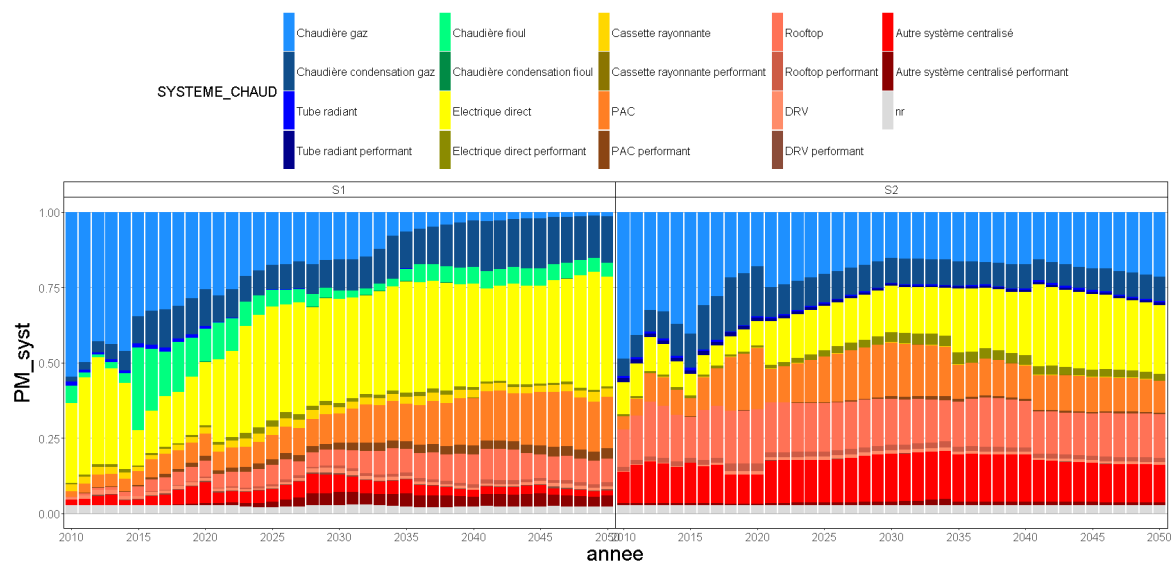 Chaudière gaz Chaudière fioul Cassette rayonnante Rooftop Autre système centralisé
Chaudière condensation gaz Chaudière condensation fioul Cassette rayonnante performant Rooftop performant Autre système centralisé performant
SYSTEME_CHAUD
Tube radiant Electrique direct PAC DRV nr
Tube radiant performant Electrique direct performant PAC performant DRV performant
S1 S2
1.00
0.75
0.50
0.25
0.00
PM_syst
2010 2015 2020 2025 2030 2035 2040 2045 2050 2010 2015 2020 2025 2030 2035 2040 2045 2050
annee